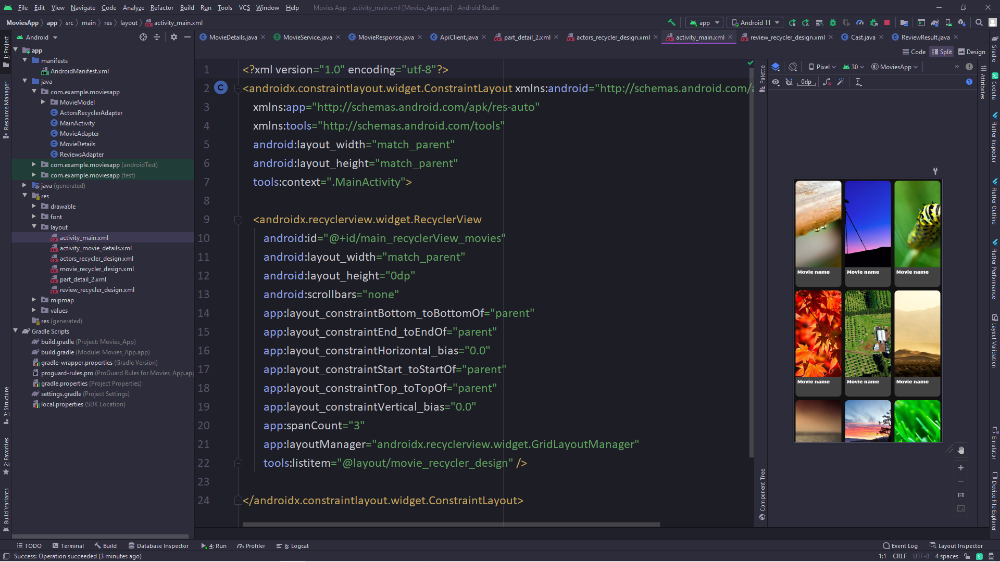 File Edit View Navigate Code Analyze Refactor Build Run Tools VCS Window Help Movies App - activity_main.xml [Movies_App.app] - Android Studio
MoviesApp app src main res layout activity_main.xml
app Android 11
Android
MovieDetails.java MovieService.java MovieResponse.java ApiClient.java part_detail_2.xml actors_recycler_design.xml activity_main.xml review_recycler_design.xml Cast.java ReviewResult.java
Code Split Design
1: Project
Resource Manager
7: Structure
2: Favorites
Build Variants
app
manifests
AndroidManifest.xml
java
com.example.moviesapp
MovieModel
ActorsRecyclerAdapter
MainActivity
MovieAdapter
MovieDetails
ReviewsAdapter
com.example.moviesapp (androidTest)
com.example.moviesapp (test)
java (generated)
res
drawable
font
layout
activity_main.xml
activity_movie_details.xml
actors_recycler_design.xml
movie_recycler_design.xml
part_detail_2.xml
review_recycler_design.xml
mipmap
values
res (generated)
Gradle Scripts
build.gradle (Project: Movies_App)
build.gradle (Module: Movies_App.app)
gradle-wrapper.properties (Gradle Version)
proguard-rules.pro (ProGuard Rules for Movies_App.app
gradle.properties (Project Properties)
settings.gradle (Project Settings)
local.properties (SDK Location)
1 <?xml version="1.0" encoding="utf-8"?>
2 <androidx.constraintlayout.widget.ConstraintLayout xmlns:android="http://schemas.android.com/a
3 xmlns:app="http://schemas.android.com/apk/res-auto"
4 xmlns:tools="http://schemas.android.com/tools"
5 android:layout_width="match_parent"
6 android:layout_height="match_parent"
7 tools:context=".MainActivity">
8
9 <androidx.recyclerview.widget.RecyclerView
10 android:id="@+id/main_recyclerView_movies"
11 android:layout_width="match_parent"
12 android:layout_height="0dp"
13 android:scrollbars="none"
14 app:layout_constraintBottom_toBottomOf="parent"
15 app:layout_constraintEnd_toEndOf="parent"
16 app:layout_constraintHorizontal_bias="0.0"
17 app:layout_constraintStart_toStartOf="parent"
18 app:layout_constraintTop_toTopOf="parent"
19 app:layout_constraintVertical_bias="0.0"
20 app:spanCount="3"
21 app:layoutManager="androidx.recyclerview.widget.GridLayoutManager"
22 tools:listitem="@layout/movie_recycler_design" />
23
24 </androidx.constraintlayout.widget.ConstraintLayout>
Palette
Component Tree
Pixel 30 MoviesApp
0dp
Movie name Movie name Movie name
Movie name Movie name Movie name
1:1
Attributes
Gradle
Codota
Flutter Inspector
Flutter Outline
Flutter Performance
Layout Validation
Emulator
Device File Explorer
TODO Terminal Build Database Inspector 4: Run Profiler 6: Logcat Event Log Layout Inspector
Success: Operation succeeded (3 minutes ago) 1:1 CRLF UTF-8 4 spaces